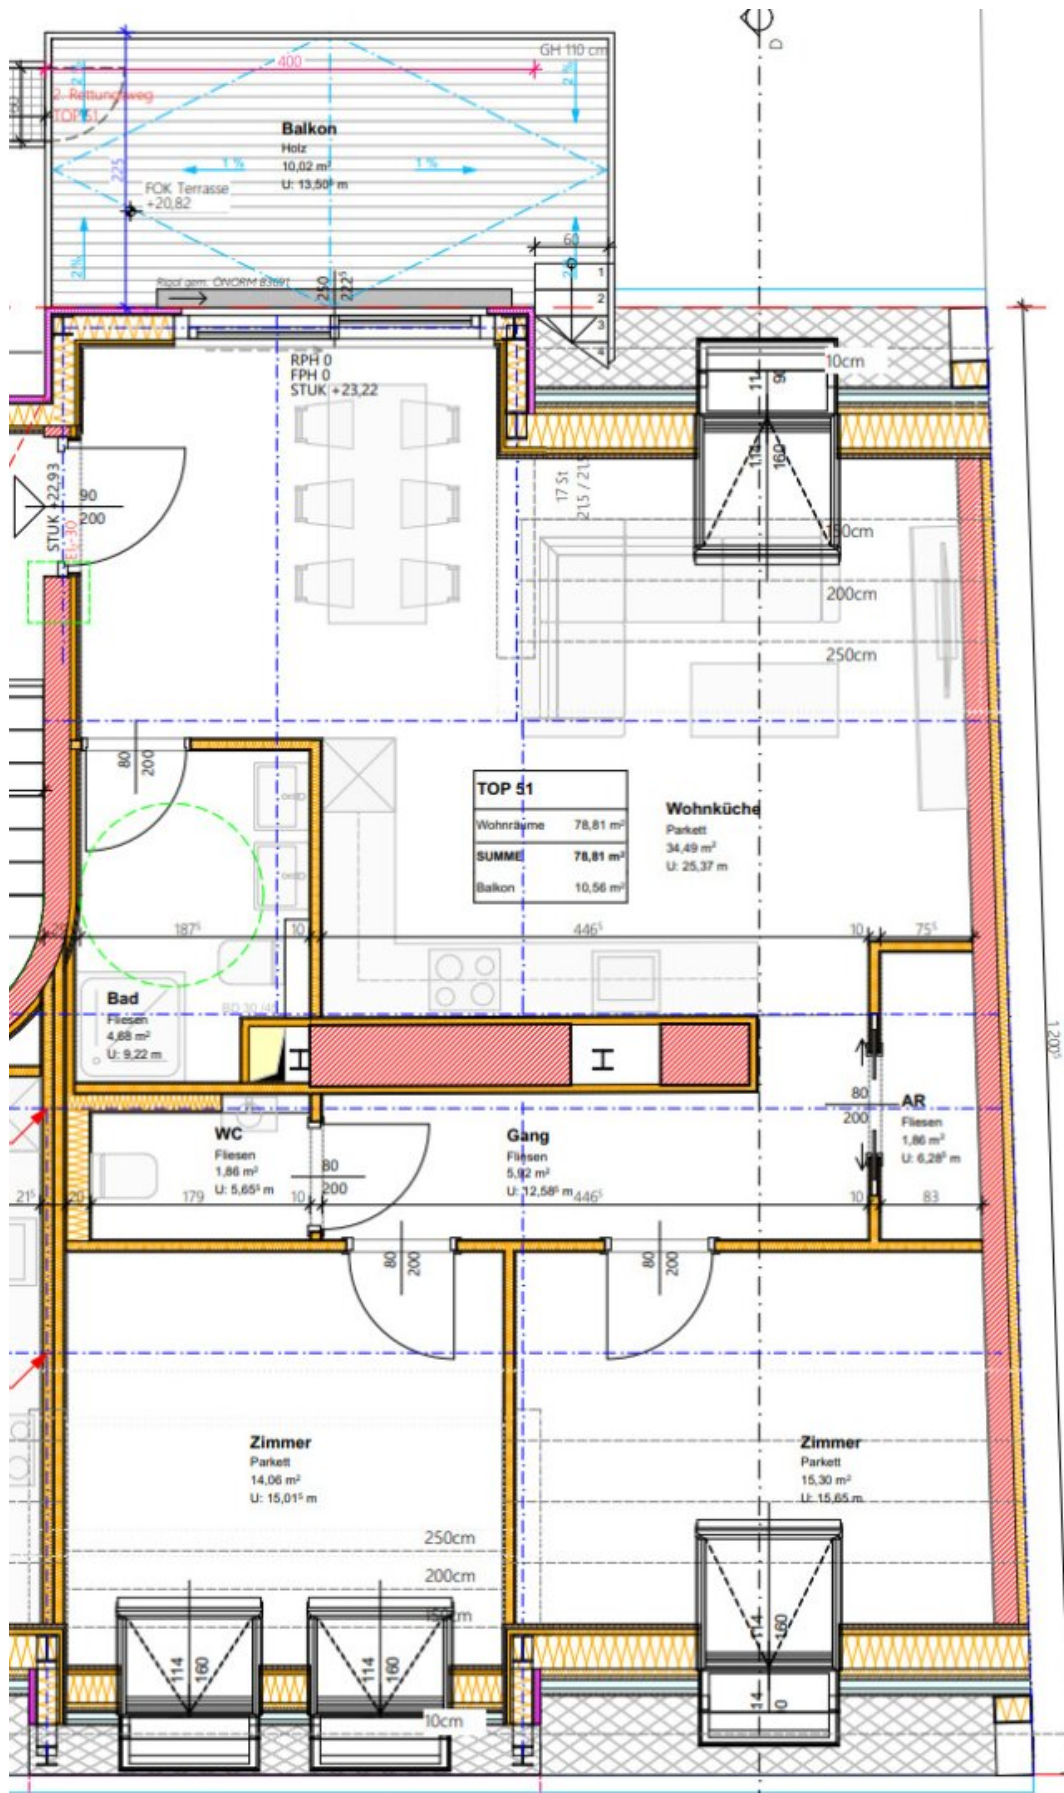 D
GH 110 cm
400
2 %
2 %
2. Rettungsweg
TOP 51
Balkon
Holz
10,02 m²
U: 13,50⁵ m
1 %
1 %
225
FOK Terrasse
+20,82
60
2 %
2 %
Rigol gem. ÖNORM B3691
250
222⁵
1
2
3
4
RPH 0
FPH 0
STUK +23,22
10cm
90
STUK +22,93
EI₂30
90
200
17 St
114
160
150cm
200cm
250cm
80
200
TOP 51
Wohnräume 78,81 m²
SUMME 78,81 m²
Balkon 10,56 m²
Wohnküche
Parkett
34,49 m²
U: 25,37 m
187⁵
10
446⁵
10
75⁵
Bad
Fliesen
4,68 m²
U: 9,22 m
1.200⁵
80
200
AR
Fliesen
1,86 m²
U: 6,28⁵ m
WC
Fliesen
1,86 m²
U: 5,65⁵ m
80
200
Gang
Fliesen
5,92 m²
U: 12,58⁵ m
21⁵
20
179
10
446⁵
10
83
80
200
80
200
Zimmer
Parkett
14,06 m²
U: 15,01⁵ m
Zimmer
Parkett
15,30 m²
U: 15,65 m
250cm
200cm
150cm
114
160
114
160
114
160
10cm